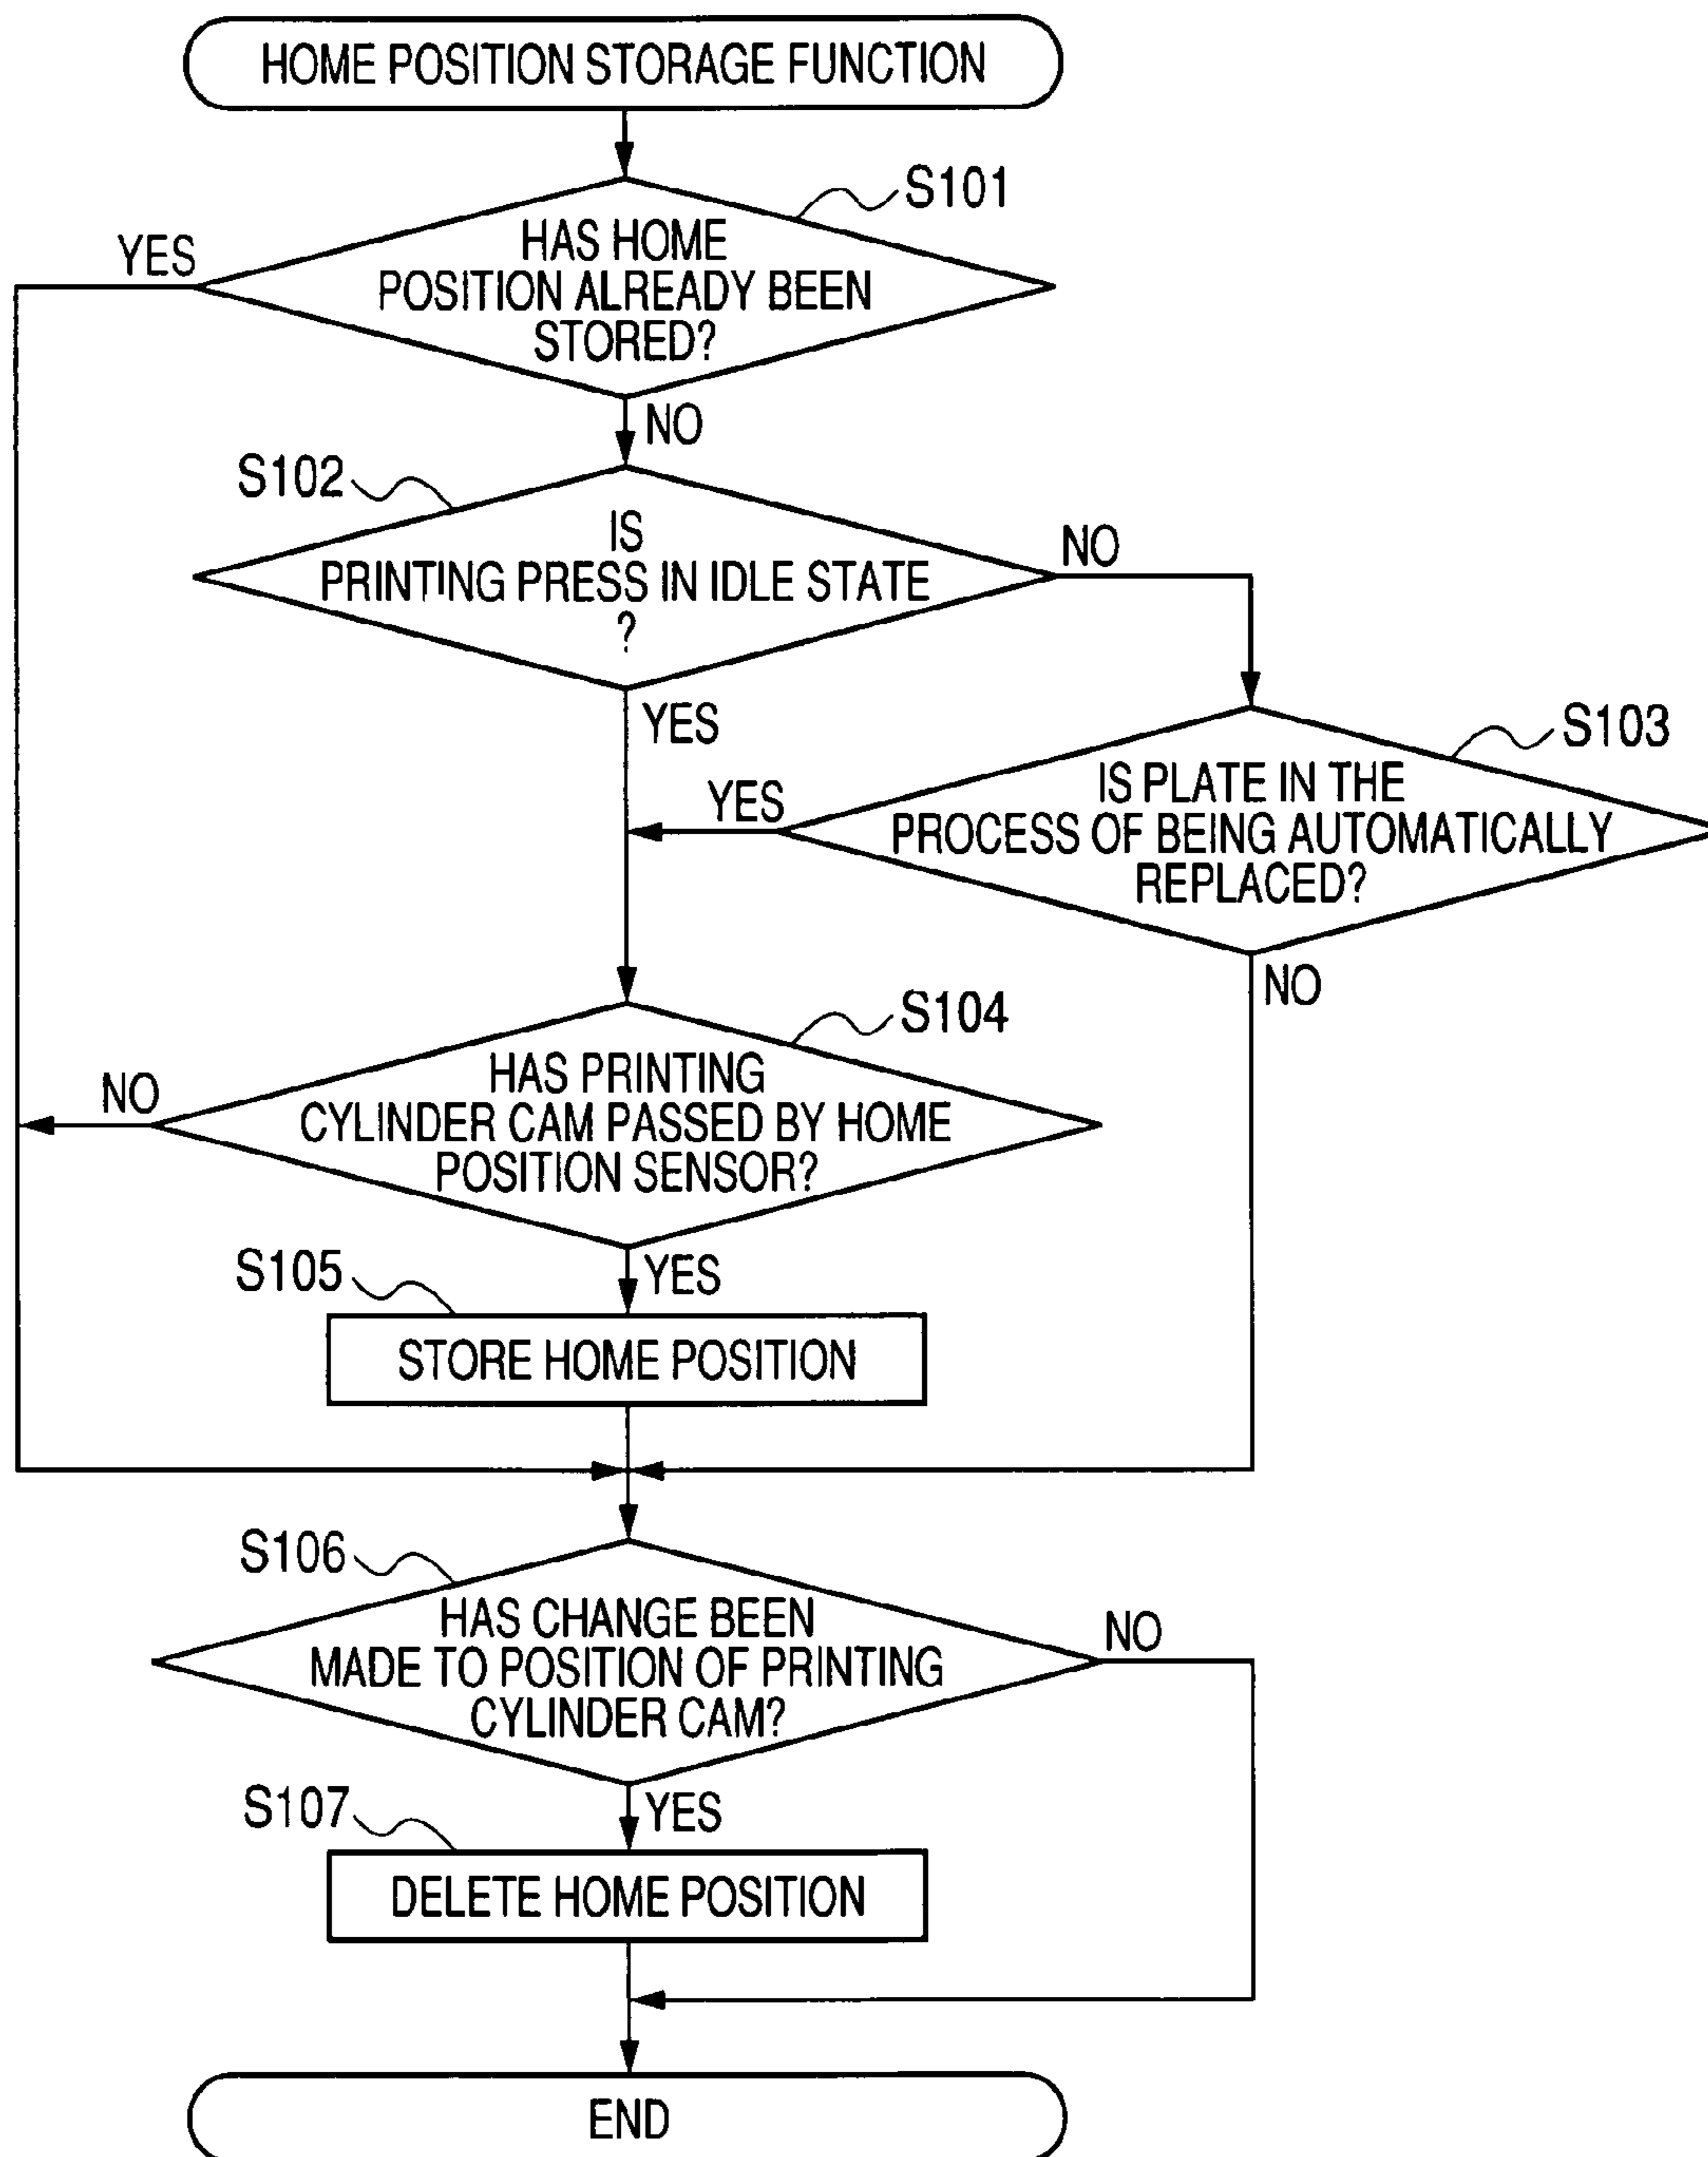 HOME POSITION STORAGE FUNCTION
S101
YES
HAS HOME
POSITION ALREADY BEEN
STORED?
NO
S102
IS
PRINTING PRESS IN IDLE STATE
?
NO
YES
S103
YES
IS PLATE IN THE
PROCESS OF BEING AUTOMATICALLY
REPLACED?
NO
S104
NO
HAS PRINTING
CYLINDER CAM PASSED BY HOME
POSITION SENSOR?
YES
S105
STORE HOME POSITION
S106
HAS CHANGE BEEN
MADE TO POSITION OF PRINTING
CYLINDER CAM?
NO
YES
S107
DELETE HOME POSITION
END